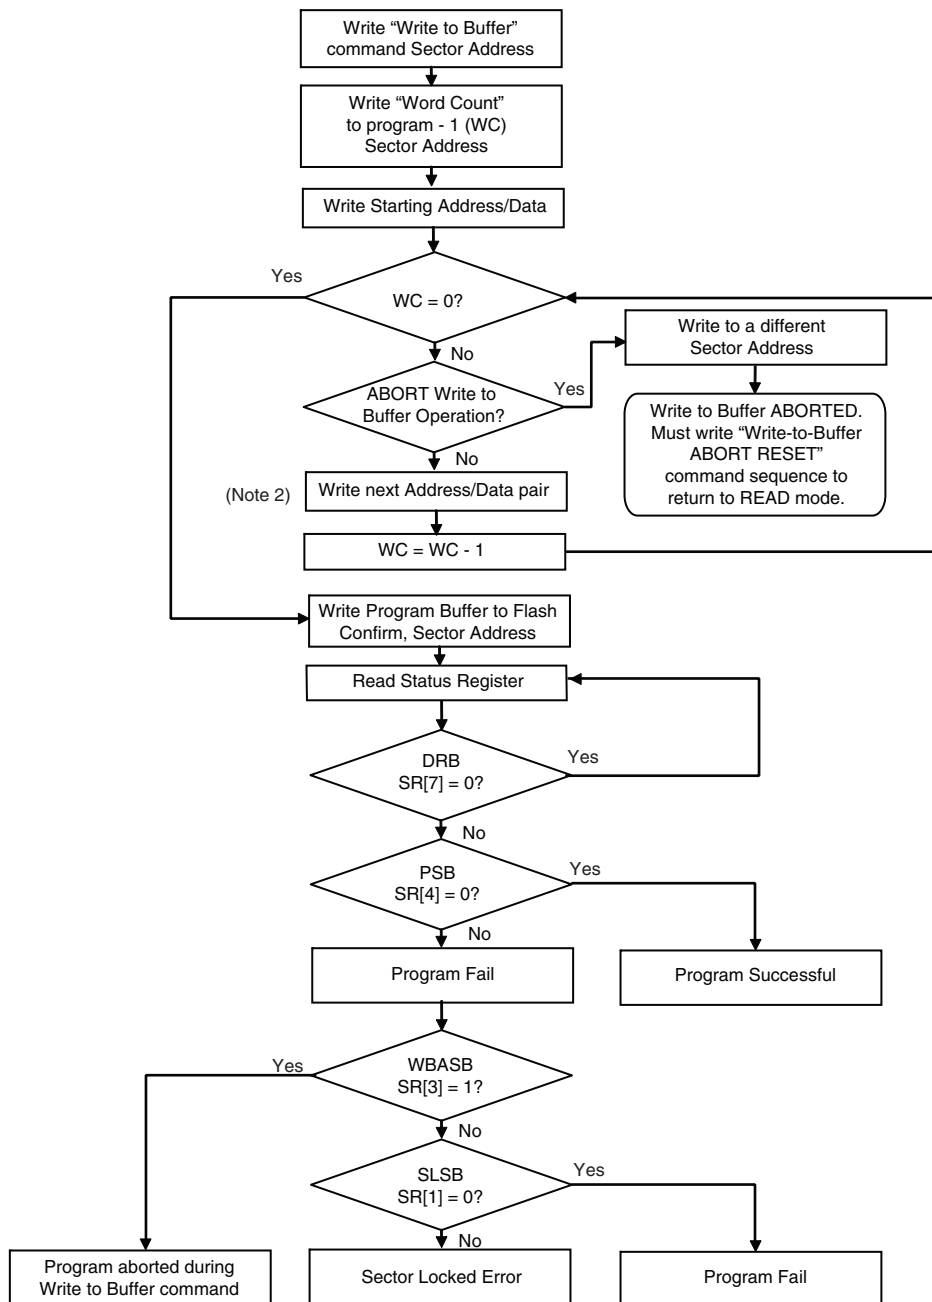 Write “Write to Buffer”
command Sector Address
Write “Word Count”
to program - 1 (WC)
Sector Address
Write Starting Address/Data
Yes
WC = 0?
Write to a different
Sector Address
No
ABORT Write to
Buffer Operation?
Yes
Write to Buffer ABORTED.
Must write “Write-to-Buffer
ABORT RESET”
command sequence to
return to READ mode.
No
(Note 2)
Write next Address/Data pair
WC = WC - 1
Write Program Buffer to Flash
Confirm, Sector Address
Read Status Register
DRB
SR[7] = 0?
Yes
No
PSB
SR[4] = 0?
Yes
No
Program Fail
Program Successful
Yes
WBASB
SR[3] = 1?
No
SLSB
SR[1] = 0?
Yes
No
Program aborted during
Write to Buffer command
Sector Locked Error
Program Fail